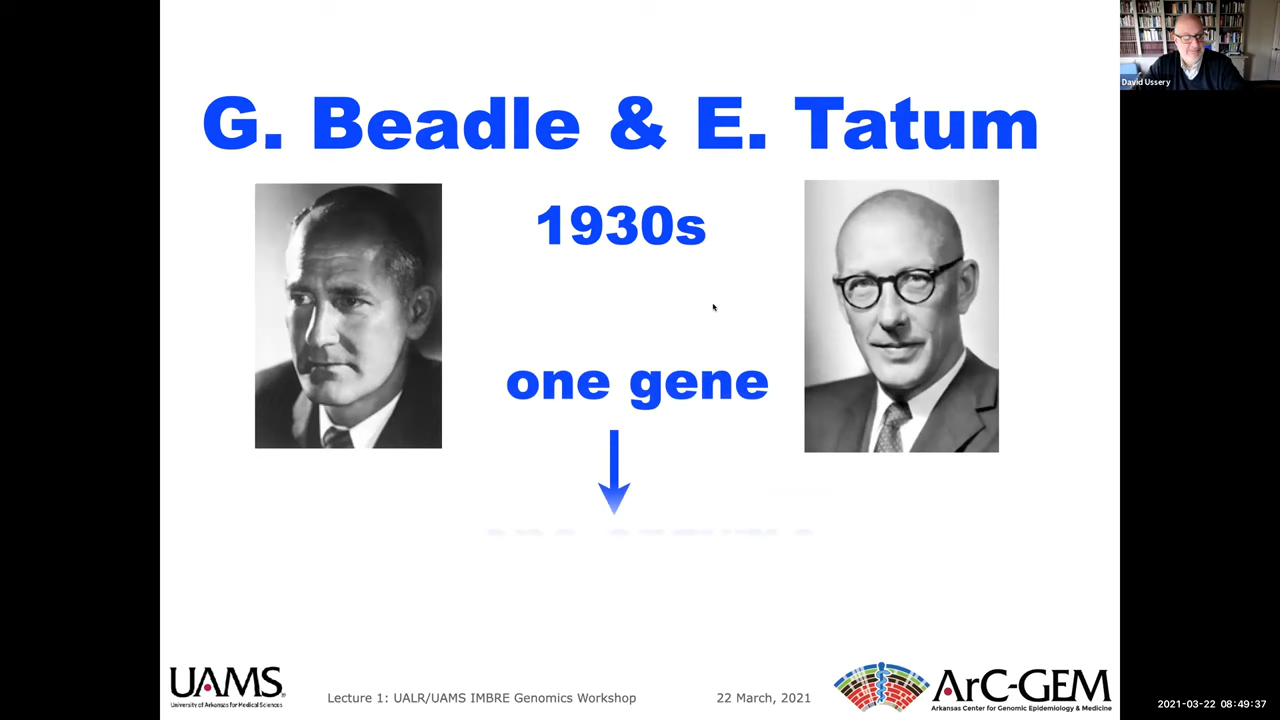 David Ussery
G. Beadle & E. Tatum
1930s
one gene
UAMS
University of Arkansas for Medical Sciences
Lecture 1: UALR/UAMS IMBRE Genomics Workshop
22 March, 2021
ArC-GEM
Arkansas Center for Genomic Epidemiology & Medicine
2021-03-22 08:49:37